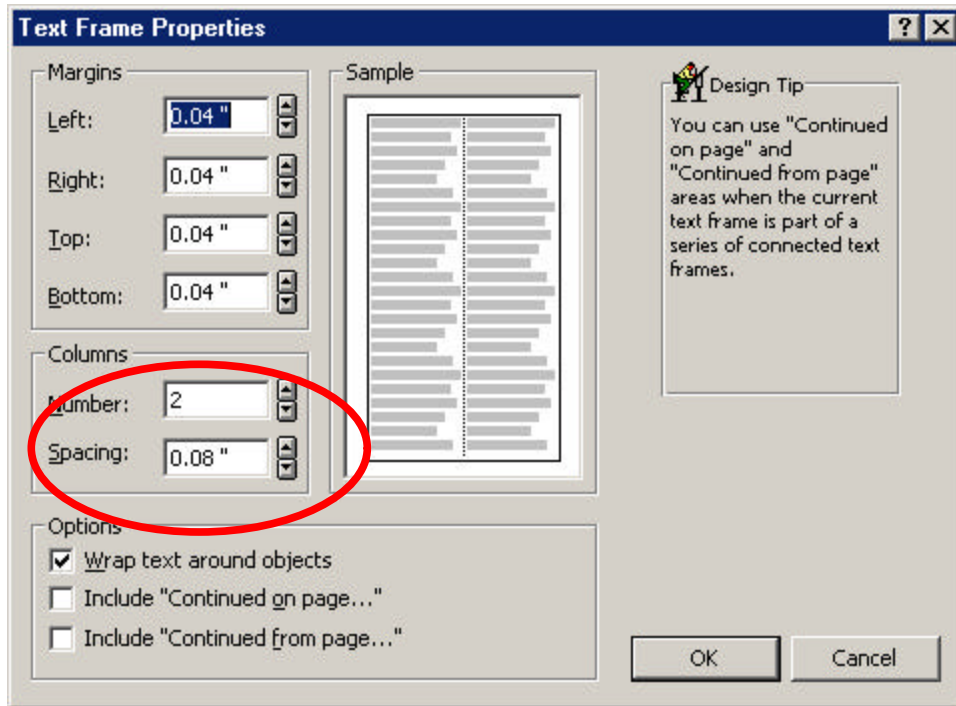 Text Frame Properties
Margins
Left: 0.04 "
Right: 0.04 "
Top: 0.04 "
Bottom: 0.04 "
Columns
Number: 2
Spacing: 0.08 "
Options
Wrap text around objects
Include "Continued on page..."
Include "Continued from page..."
Sample
Design Tip
You can use "Continued
on page" and
"Continued from page"
areas when the current
text frame is part of a
series of connected text
frames.
OK
Cancel